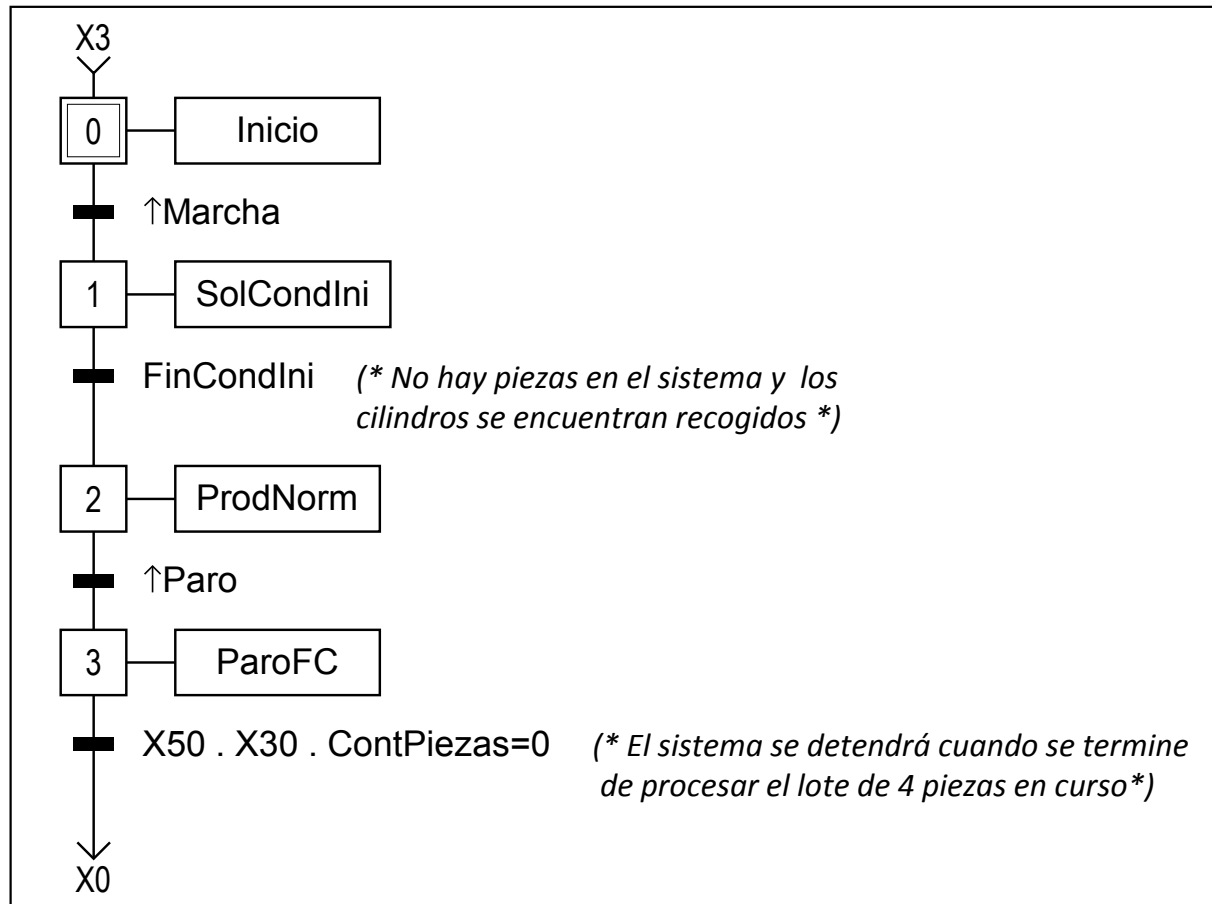 X3
0 Inicio
↑Marcha
1 SolCondIni
FinCondIni (* No hay piezas en el sistema y los
cilindros se encuentran recogidos *)
2 ProdNorm
↑Paro
3 ParoFC
X50 . X30 . ContPiezas=0 (* El sistema se detendrá cuando se termine
de procesar el lote de 4 piezas en curso*)
X0